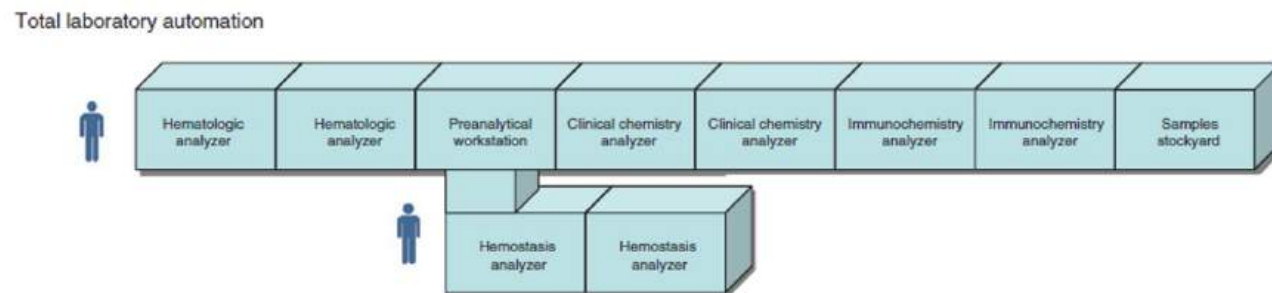 Total laboratory automation
Hematologic
analyzer
Hematologic
analyzer
Preanalytical
workstation
Clinical chemistry
analyzer
Clinical chemistry
analyzer
Immunochemistry
analyzer
Immunochemistry
analyzer
Samples
stockyard
Hemostasis
analyzer
Hemostasis
analyzer